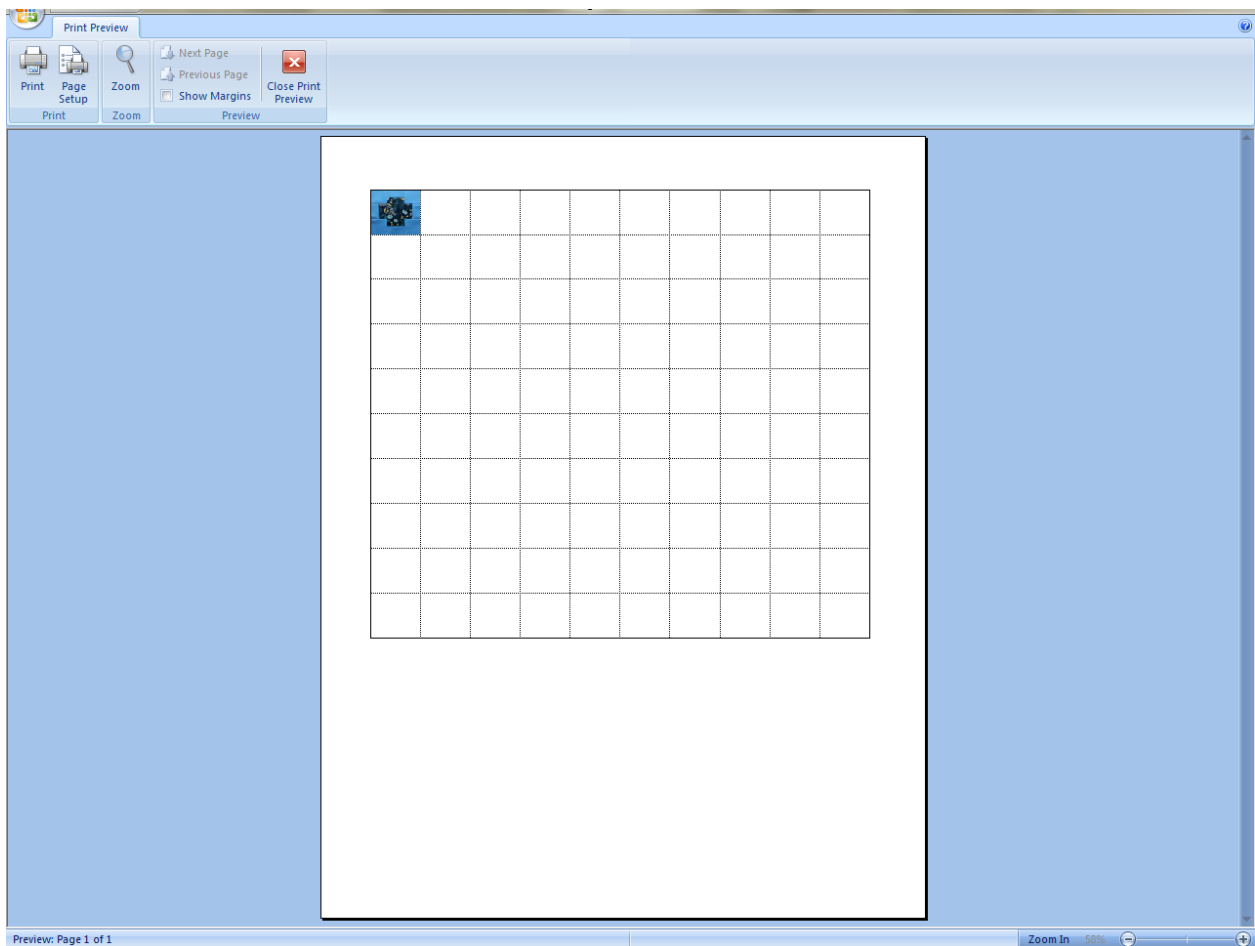 Print Preview
Print
Page Setup
Zoom
Next Page
Previous Page
Show Margins
Close Print Preview
Print
Zoom
Preview
Preview: Page 1 of 1
Zoom In
58%